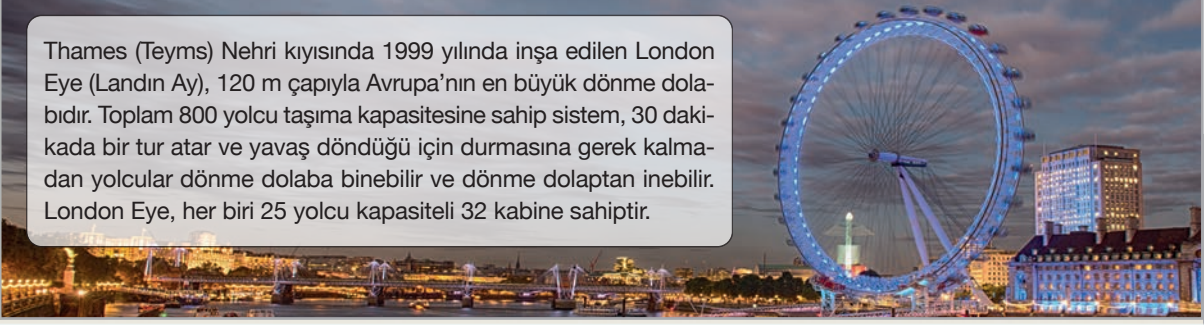 Thames (Teyms) Nehri kıyısında 1999 yılında inşa edilen London
Eye (Landın Ay), 120 m çapıyla Avrupa’nın en büyük dönme dola-
bıdır. Toplam 800 yolcu taşıma kapasitesine sahip sistem, 30 daki-
kada bir tur atar ve yavaş döndüğü için durmasına gerek kalma-
dan yolcular dönme dolaba binebilir ve dönme dolaptan inebilir.
London Eye, her biri 25 yolcu kapasiteli 32 kabine sahiptir.